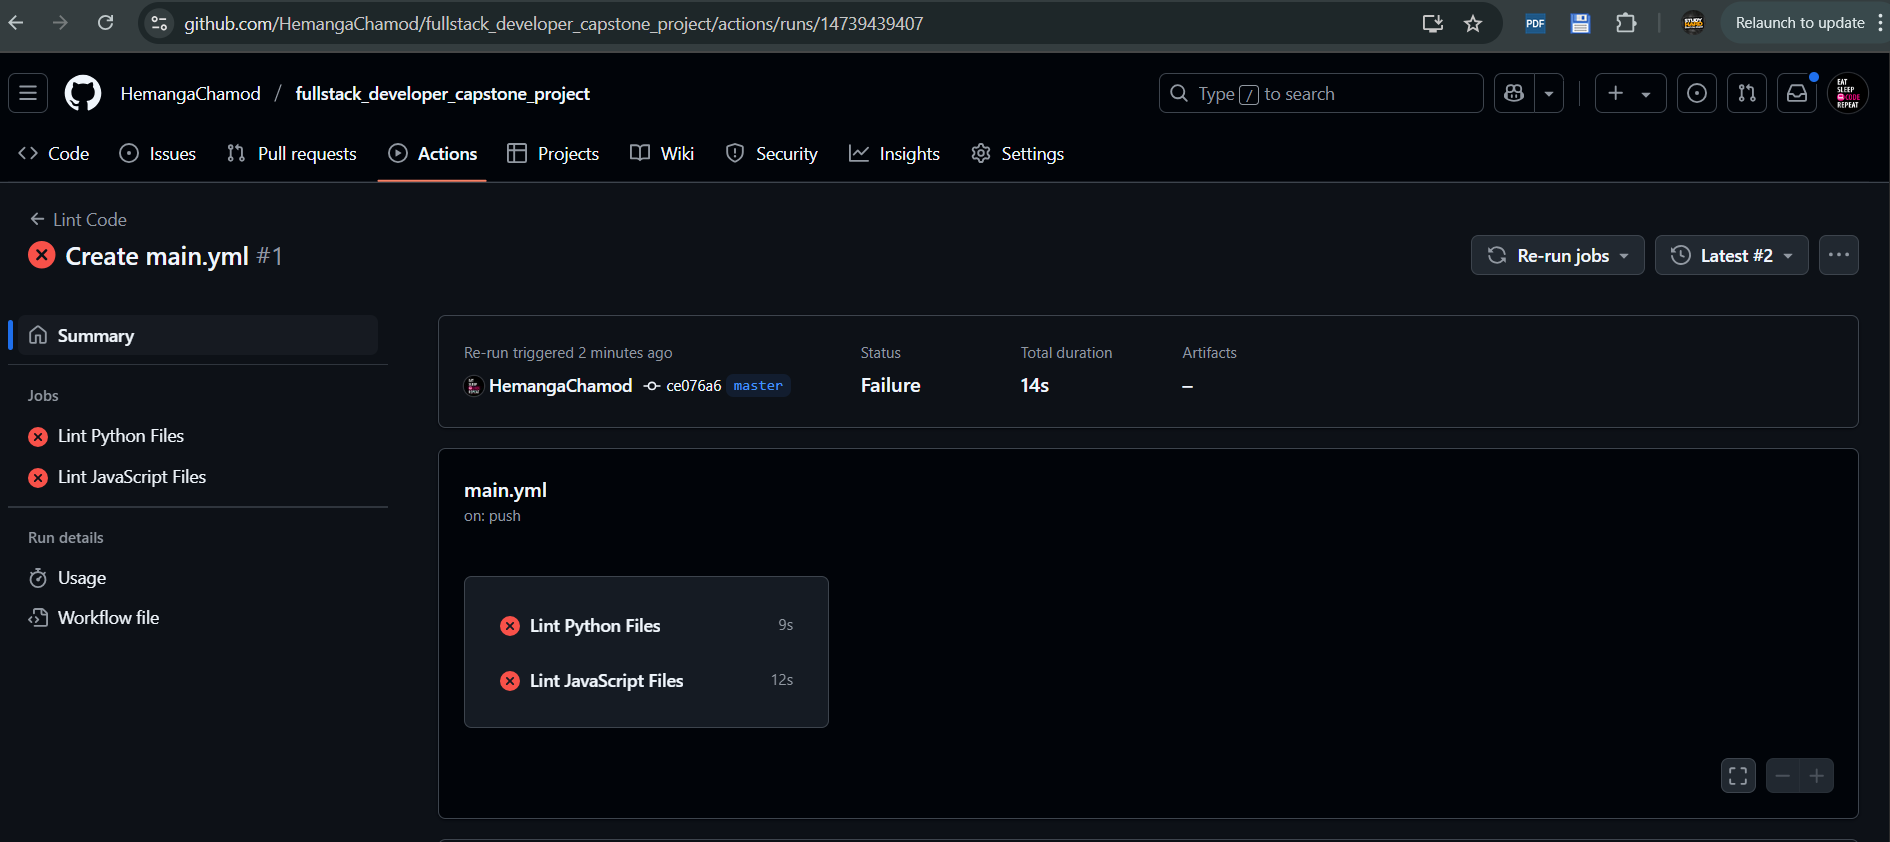 github.com/HemangaChamod/fullstack_developer_capstone_project/actions/runs/14739439407
PDF
Relaunch to update
HemangaChamod / fullstack_developer_capstone_project
Type / to search
EAT
SLEEP
CODE
REPEAT
Code
Issues
Pull requests
Actions
Projects
Wiki
Security
Insights
Settings
Lint Code
Create main.yml #1
Re-run jobs
Latest #2
Summary
Jobs
Lint Python Files
Lint JavaScript Files
Run details
Usage
Workflow file
Re-run triggered 2 minutes ago
HemangaChamod ce076a6 master
Status
Failure
Total duration
14s
Artifacts
–
main.yml
on: push
Lint Python Files 9s
Lint JavaScript Files 12s